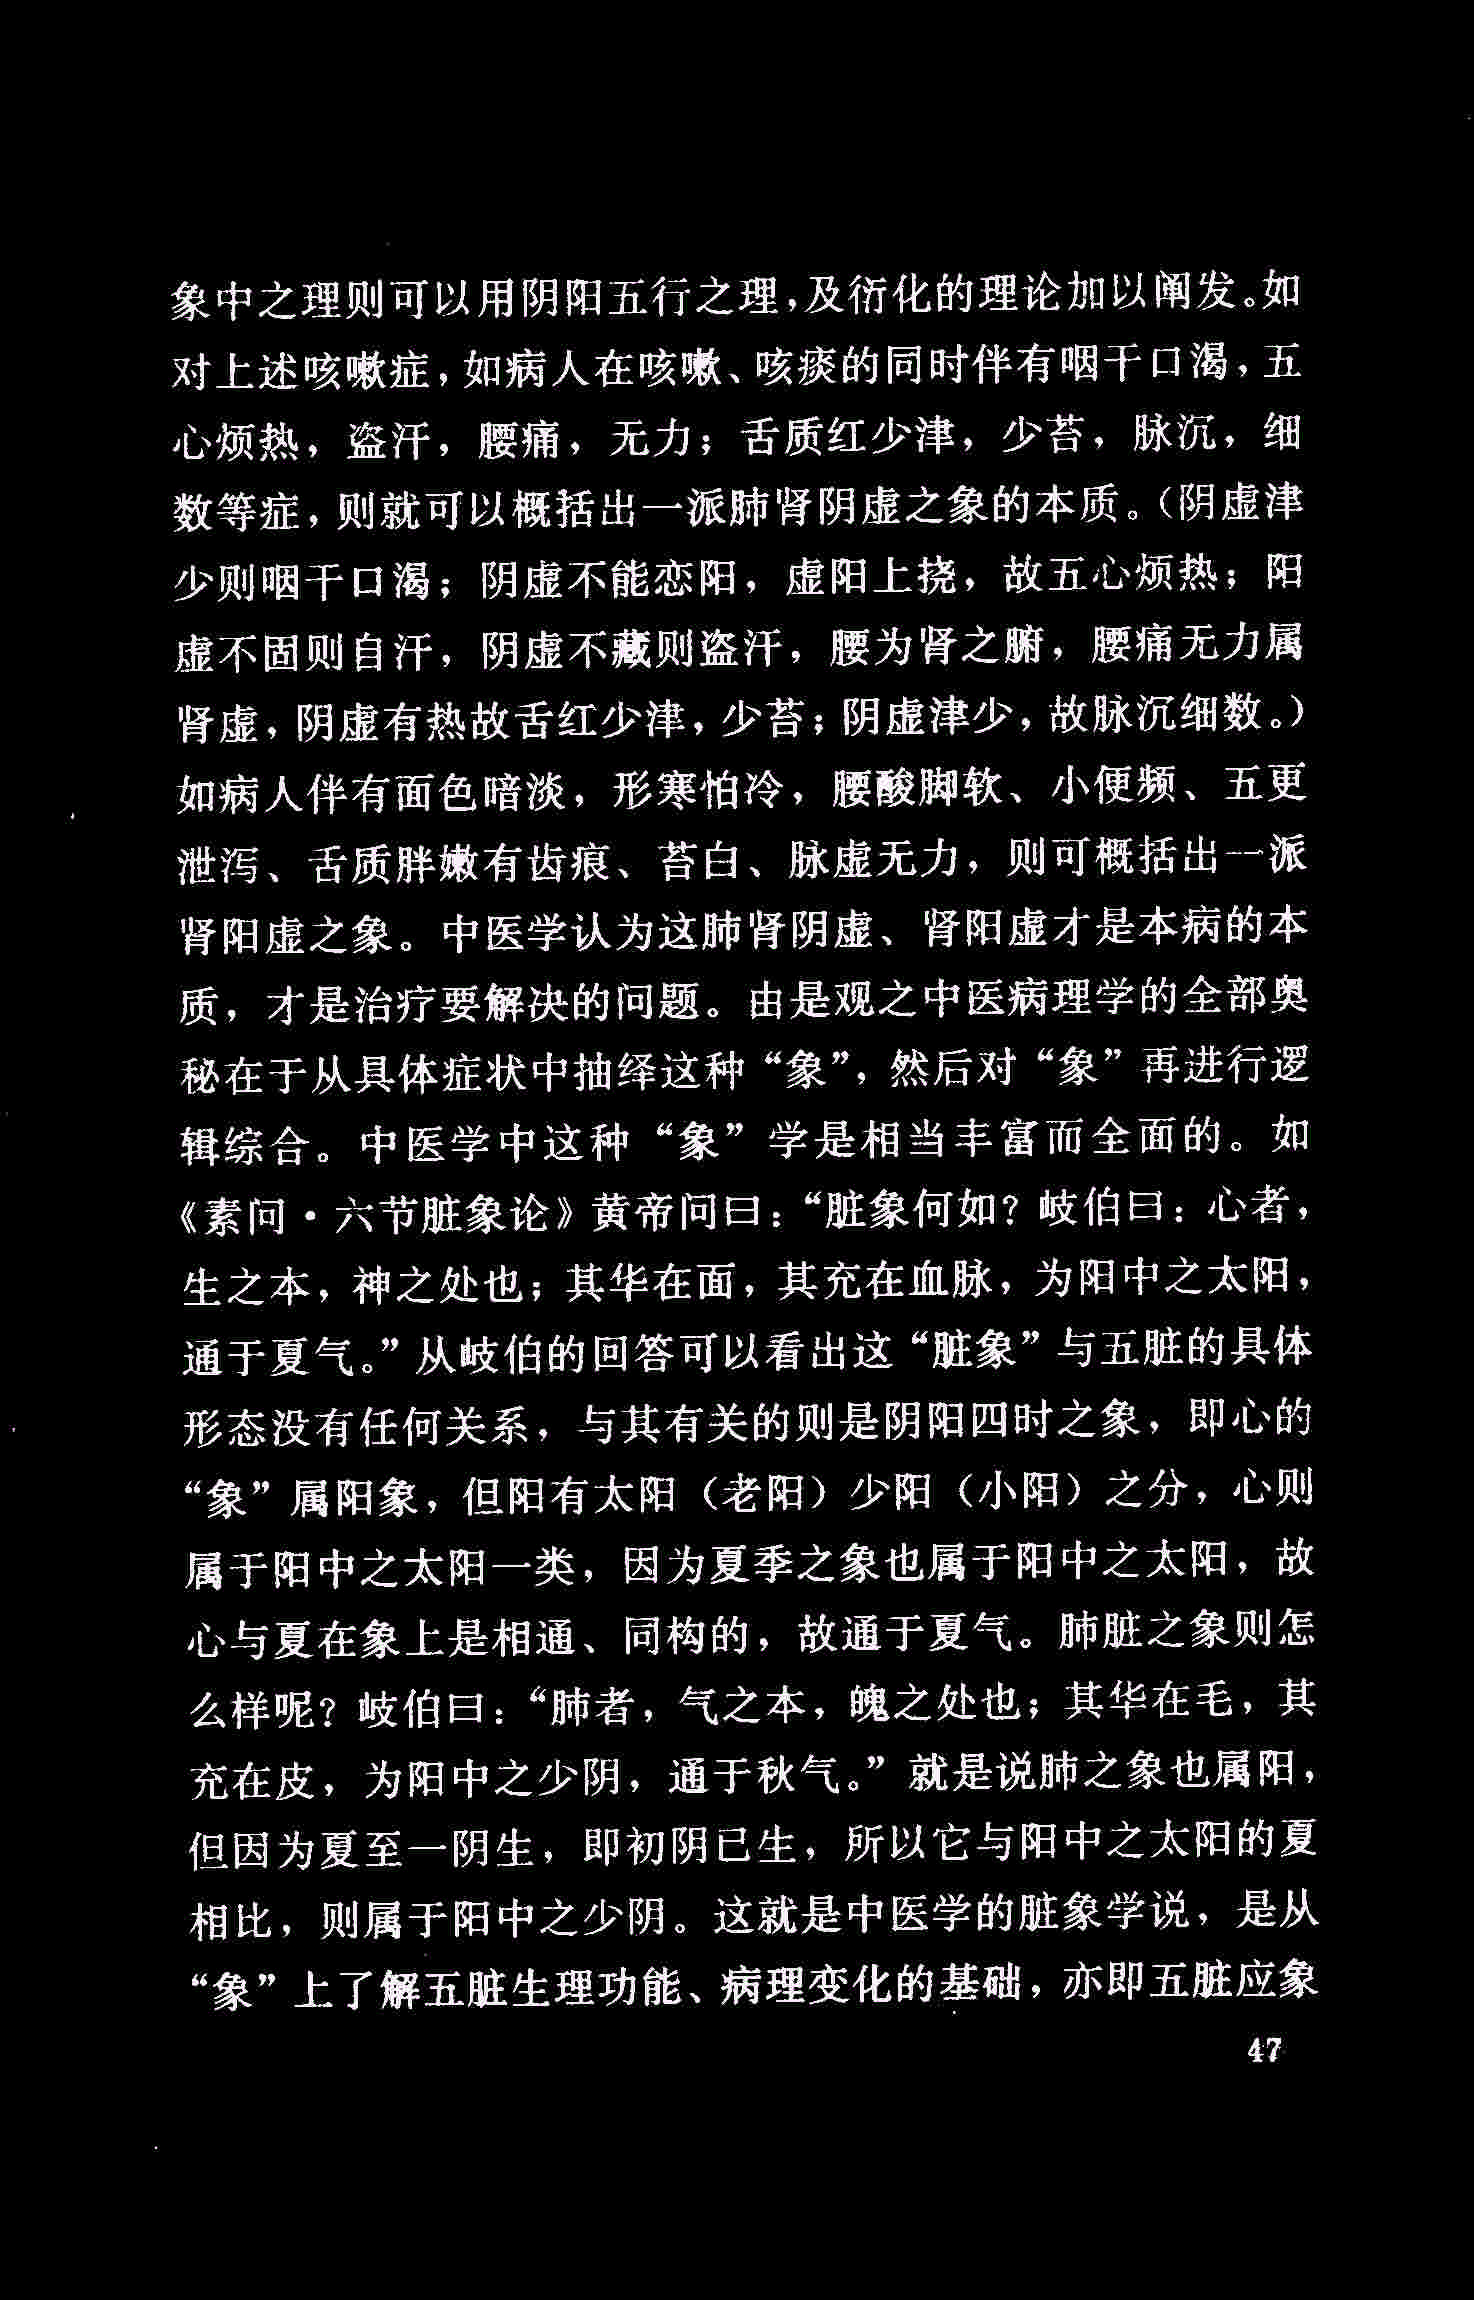 象中之理则可以用阴阳五行之理，及衍化的理论加以阐发。如
对上述咳嗽症，如病人在咳嗽、咳痰的同时伴有咽干口渴，五
心烦热，盗汗，腰痛，无力；舌质红少津，少苔，脉沉，细
数等症，则就可以概括出一派肺肾阴虚之象的本质。（阴虚津
少则咽干口渴；阴虚不能恋阳，虚阳上挠，故五心烦热；阳
虚不固则自汗，阴虚不藏则盗汗，腰为肾之腑，腰痛无力属
肾虚，阴虚有热故舌红少津，少苔；阴虚津少，故脉沉细数。）
如病人伴有面色暗淡，形寒怕冷，腰酸脚软、小便频、五更
泄泻、舌质胖嫩有齿痕、苔白、脉虚无力，则可概括出一派
肾阳虚之象。中医学认为这肺肾阴虚、肾阳虚才是本病的本
质，才是治疗要解决的问题。由是观之中医病理学的全部奥
秘在于从具体症状中抽绎这种“象”，然后对“象”再进行逻
辑综合。中医学中这种“象”学是相当丰富而全面的。如
《素问·六节脏象论》黄帝问曰：“脏象何如？岐伯曰：心者，
生之本，神之处也；其华在面，其充在血脉，为阳中之太阳，
通于夏气。”从岐伯的回答可以看出这“脏象”与五脏的具体
形态没有任何关系，与其有关的则是阴阳四时之象，即心的
“象”属阳象，但阳有太阳（老阳）少阳（小阳）之分，心则
属于阳中之太阳一类，因为夏季之象也属于阳中之太阳，故
心与夏在象上是相通、同构的，故通于夏气。肺脏之象则怎
么样呢？岐伯曰：“肺者，气之本，魄之处也；其华在毛，其
充在皮，为阳中之少阴，通于秋气。”就是说肺之象也属阳，
但因为夏至一阴生，即初阴已生，所以它与阳中之太阳的夏
相比，则属于阳中之少阴。这就是中医学的脏象学说，是从
“象”上了解五脏生理功能、病理变化的基础，亦即五脏应象
47